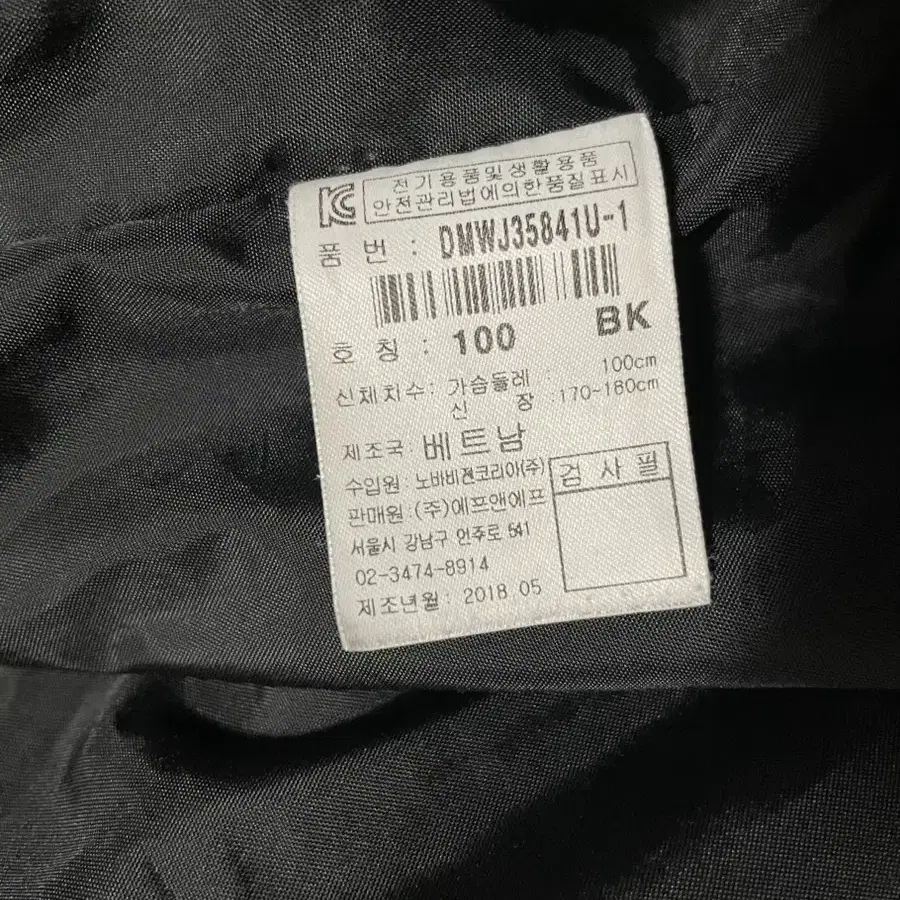 전기용품및생활용품
안전관리법에의한품질표시
품 번 : DMWJ35841U-1
호 칭 : 100 BK
신체치수: 가슴둘레 : 100cm
신 장 :170~180cm
제조국: 베트남
수입원: 노바비젼코리아(주)
검 사 필
판매원:(주)에프앤에프
서울시 강남구 언주로 541
02-3474-8914
제조년월: 2018 05